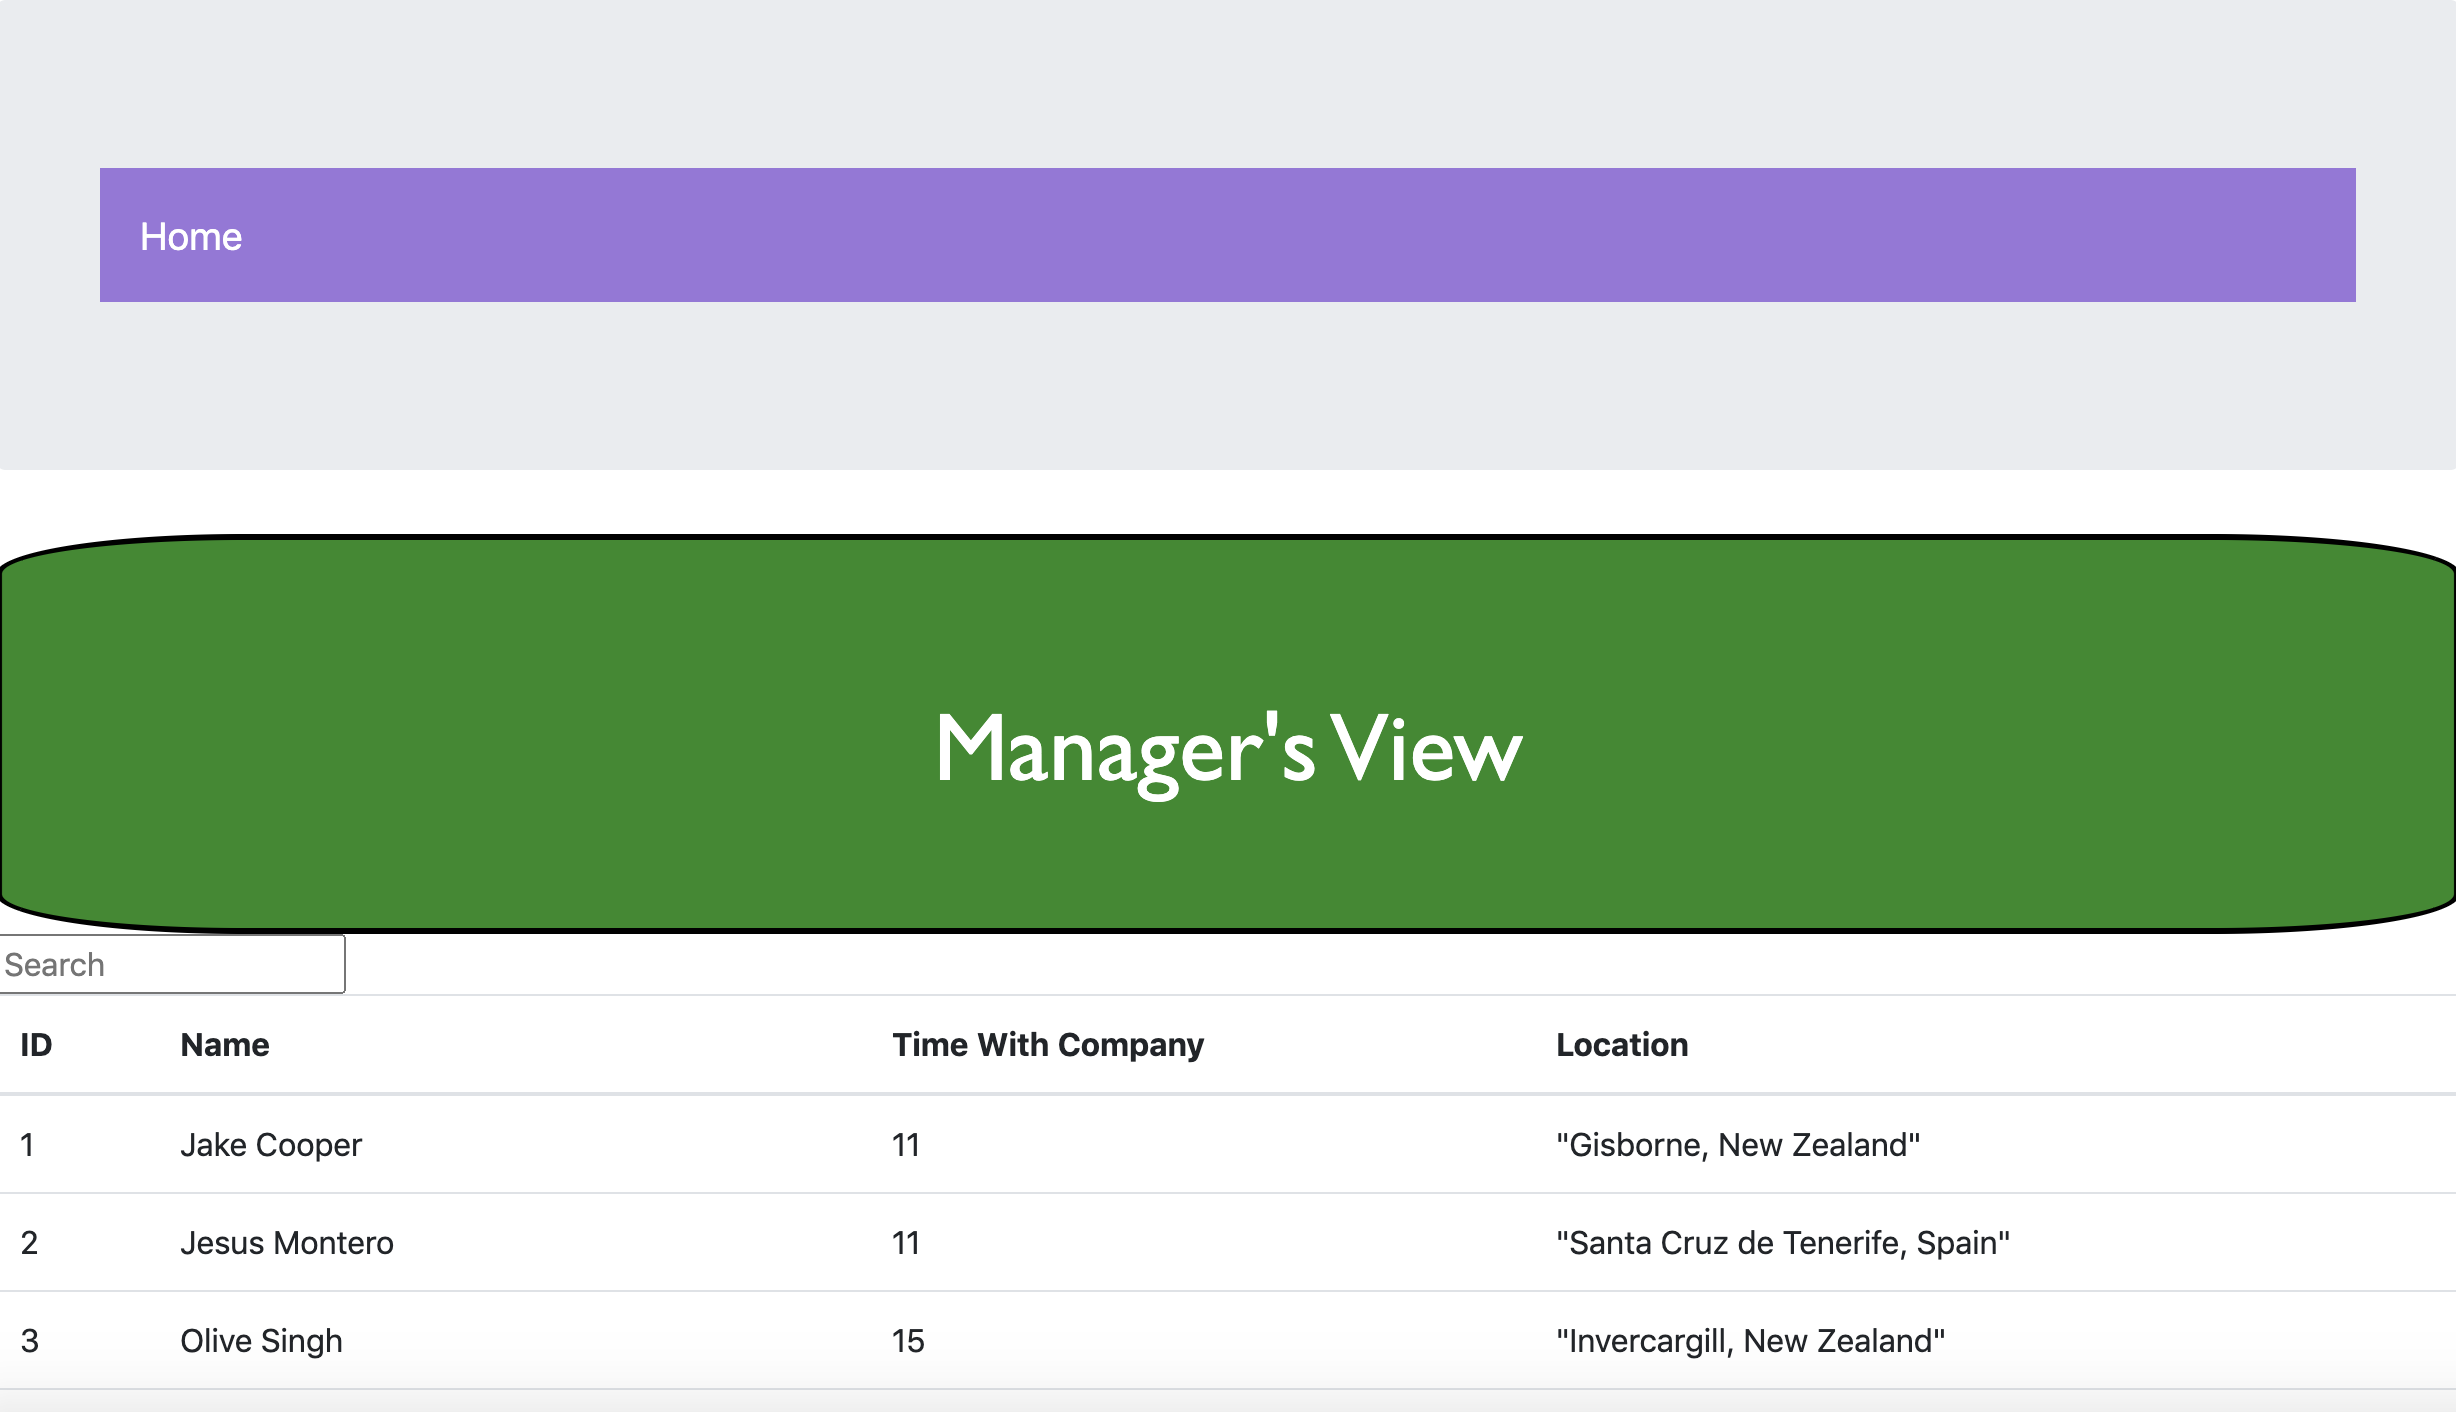 Home
Manager's View
Search
ID Name Time With Company Location
1 Jake Cooper 11 "Gisborne, New Zealand"
2 Jesus Montero 11 "Santa Cruz de Tenerife, Spain"
3 Olive Singh 15 "Invercargill, New Zealand"